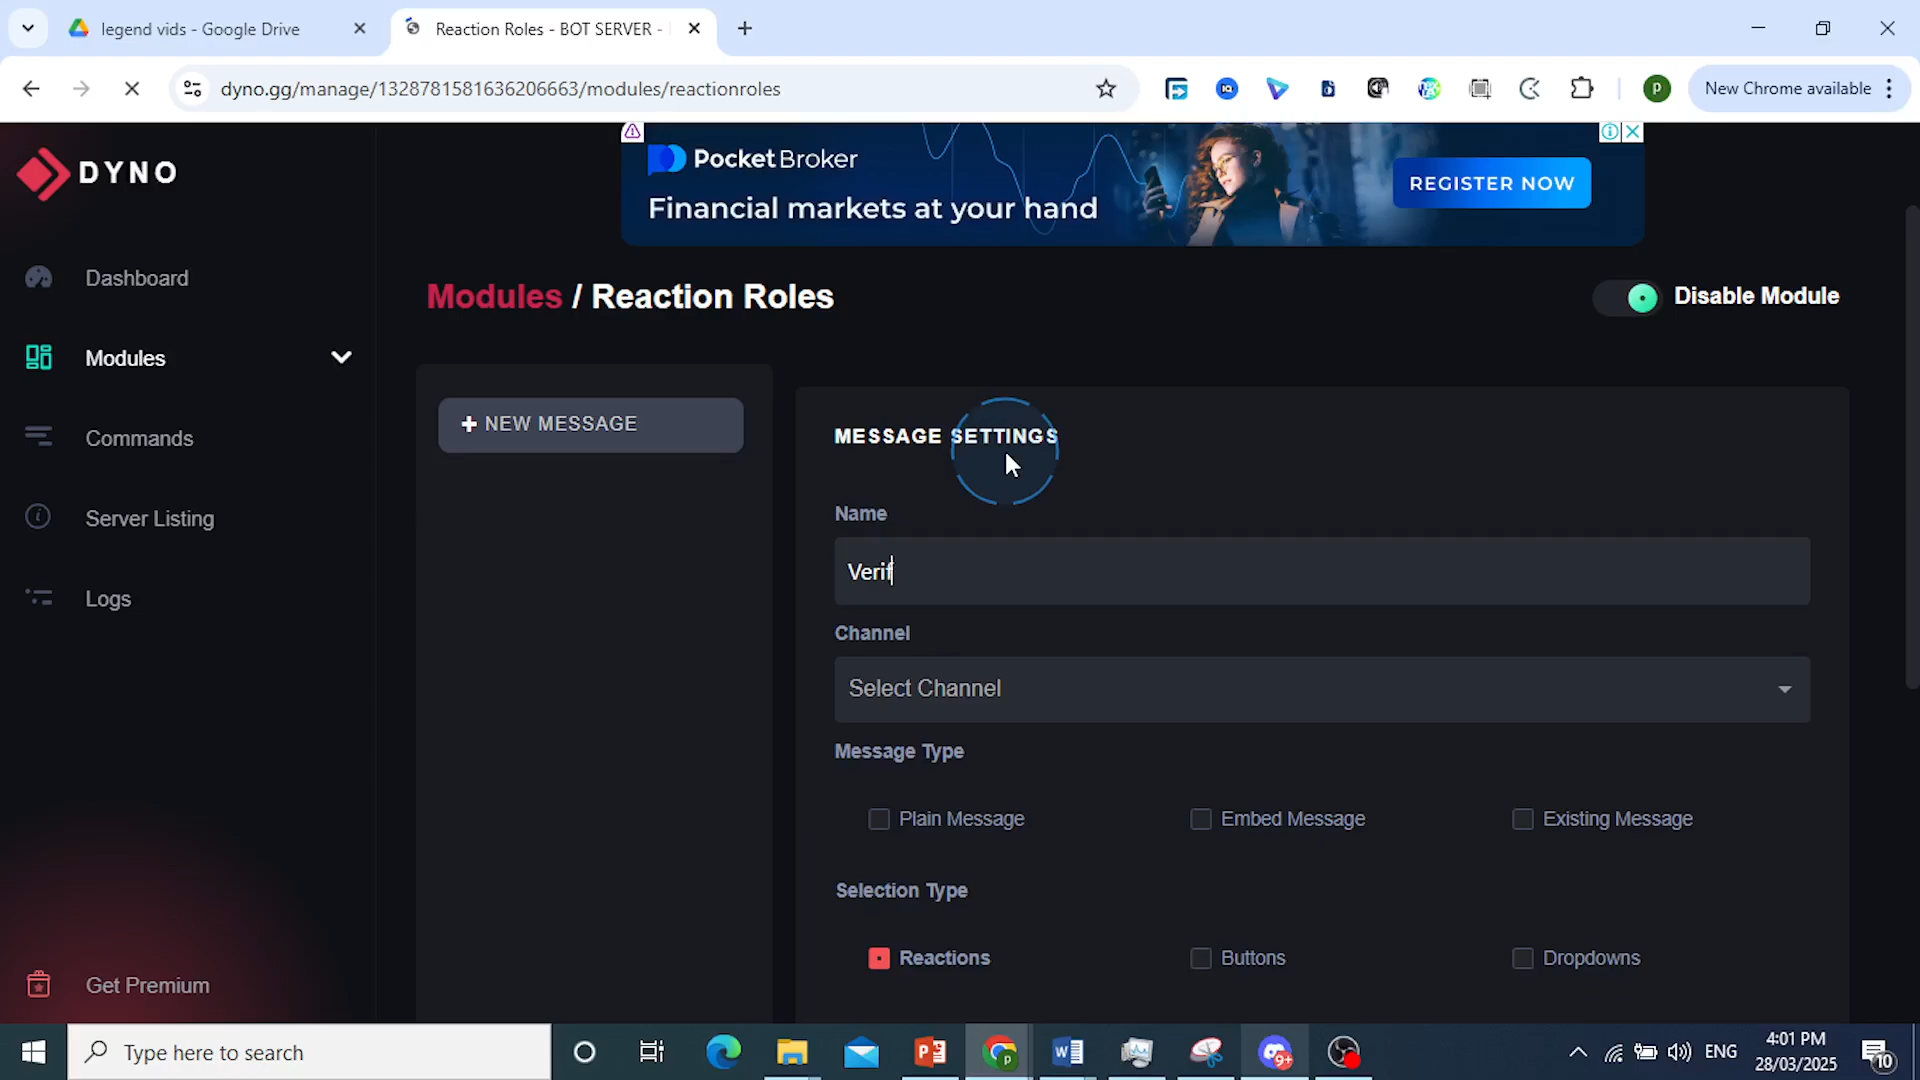 legend vids - Google Drive
Reaction Roles - BOT SERVER -
dyno.gg/manage/1328781581636206663/modules/reactionroles
New Chrome available
DYNO
PocketBroker
Financial markets at your hand
REGISTER NOW
Dashboard
Modules
Commands
Server Listing
Logs
Get Premium
Modules / Reaction Roles
Disable Module
NEW MESSAGE
MESSAGE SETTINGS
Name
Verif
Channel
Select Channel
Message Type
Plain Message
Embed Message
Existing Message
Selection Type
Reactions
Buttons
Dropdowns
Type here to search
9+
ENG
4:01 PM
28/03/2025
10